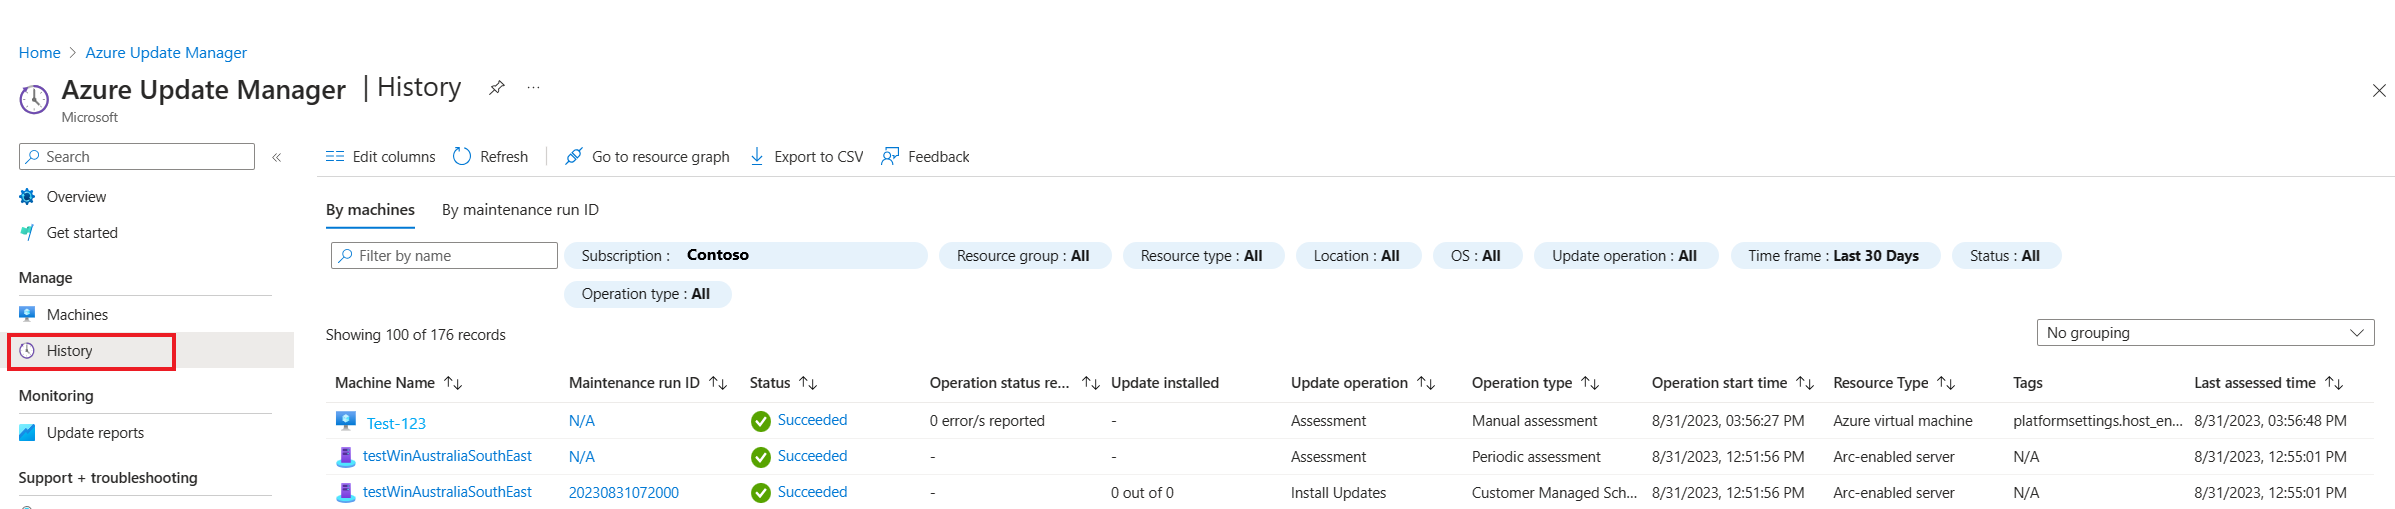 Home > Azure Update Manager
Azure Update Manager | History ...
Microsoft
Search «
Edit columns Refresh Go to resource graph Export to CSV Feedback
Overview
Get started
Manage
Machines
History
Monitoring
Update reports
Support + troubleshooting
By machines By maintenance run ID
Filter by name Subscription : Contoso Resource group : All Resource type : All Location : All OS : All Update operation : All Time frame : Last 30 Days Status : All
Operation type : All
Showing 100 of 176 records No grouping
Machine Name Maintenance run ID Status Operation status re... Update installed Update operation Operation type Operation start time Resource Type Tags Last assessed time
Test-123 N/A Succeeded 0 error/s reported - Assessment Manual assessment 8/31/2023, 03:56:27 PM Azure virtual machine platformsettings.host_en... 8/31/2023, 03:56:48 PM
testWinAustraliaSouthEast N/A Succeeded - - Assessment Periodic assessment 8/31/2023, 12:51:56 PM Arc-enabled server N/A 8/31/2023, 12:55:01 PM
testWinAustraliaSouthEast 20230831072000 Succeeded - 0 out of 0 Install Updates Customer Managed Sch... 8/31/2023, 12:51:56 PM Arc-enabled server N/A 8/31/2023, 12:55:01 PM